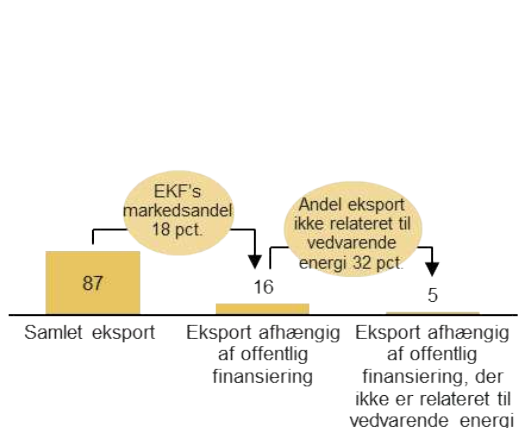 EKF's
markedsandel
18 pct.
Andel eksport
ikke relateret til
vedvarende
energi 32 pct.
87
16
5
Samlet eksport
Eksport afhængig
af offentlig
finansiering
Eksport afhængig
af offentlig
finansiering, der
ikke er relateret til
vedvarende energi